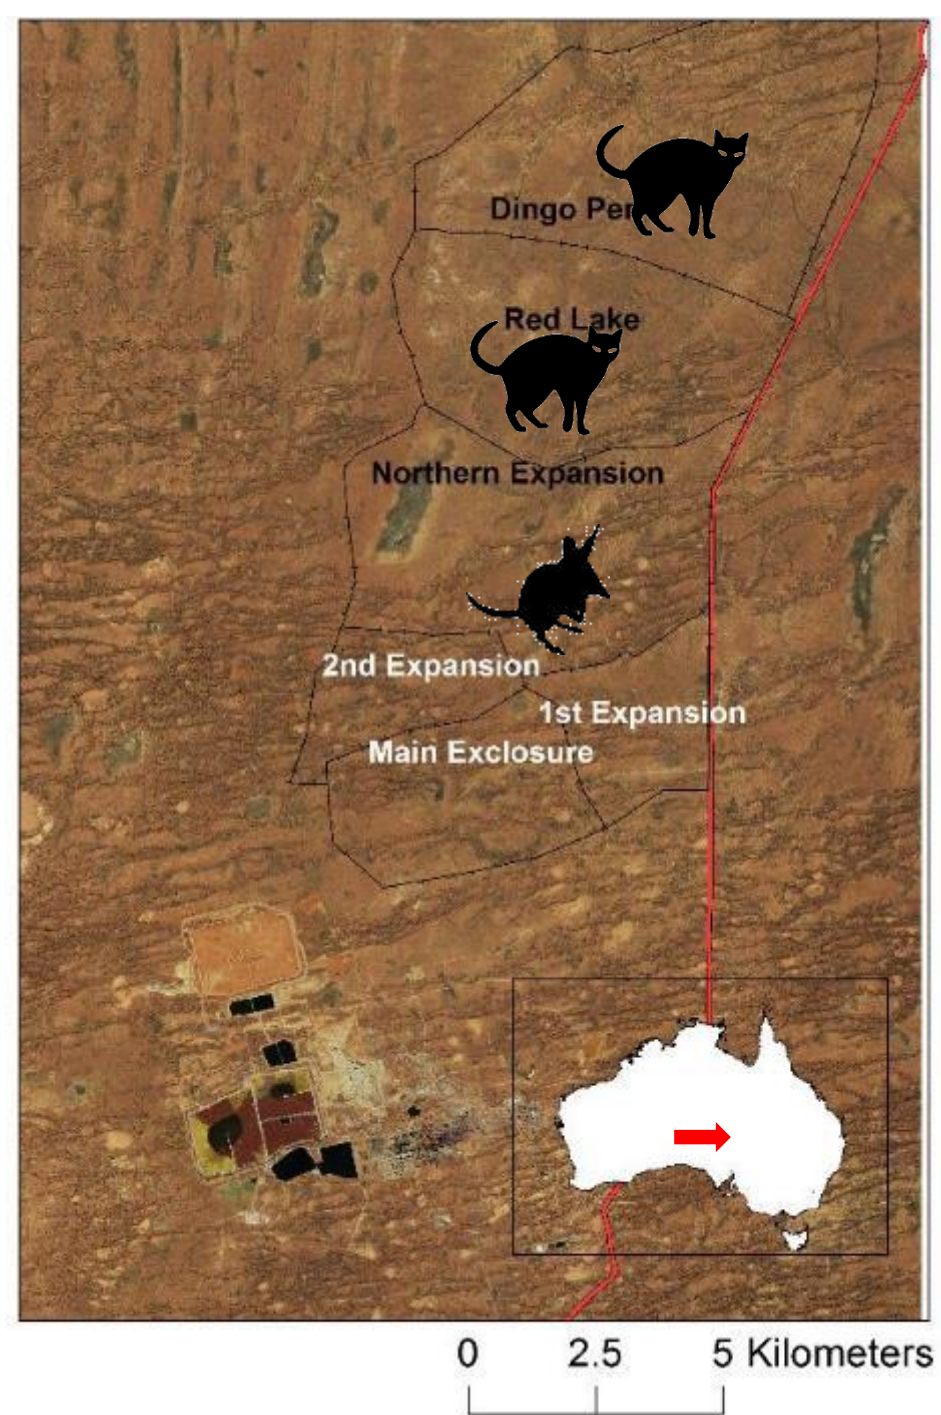 Dingo Pen
Red Lake
Northern Expansion
2nd Expansion
1st Expansion
Main Exclosure
0 2.5 5 Kilometers